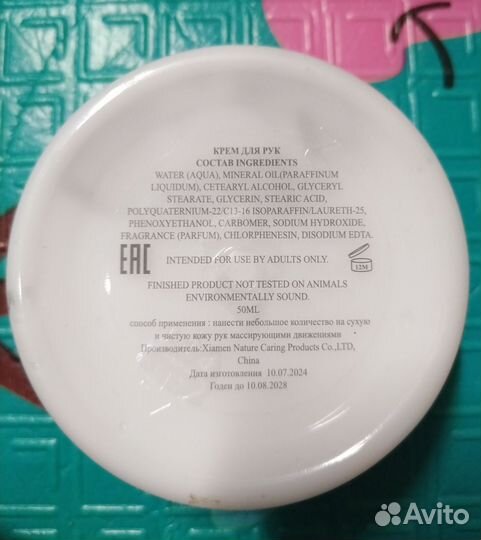 КРЕМ ДЛЯ РУК
СОСТАВ INGREDIENTS
WATER (AQUA), MINERAL OIL(PARAFFINUM
LIQUIDUM), CETEARYL ALCOHOL, GLYCERYL
STEARATE, GLYCERIN, STEARIC ACID,
POLYQUATERNIUM-22/C13-16 ISOPARAFFIN/LAURETH-25,
PHENOXYETHANOL, CARBOMER, SODIUM HYDROXIDE,
FRAGRANCE (PARFUM), CHLORPHENESIN, DISODIUM EDTA.
EAC INTENDED FOR USE BY ADULTS ONLY. 12M
FINISHED PRODUCT NOT TESTED ON ANIMALS
ENVIRONMENTALLY SOUND.
50ML
способ применения : нанести небольшое количество на сухую
и чистую кожу рук массирующими движениями
Производитель:Xiamen Nature Caring Products Co.,LTD,
China
Дата изготовления 10.07.2024
Годен до 10.08.2028
Avito